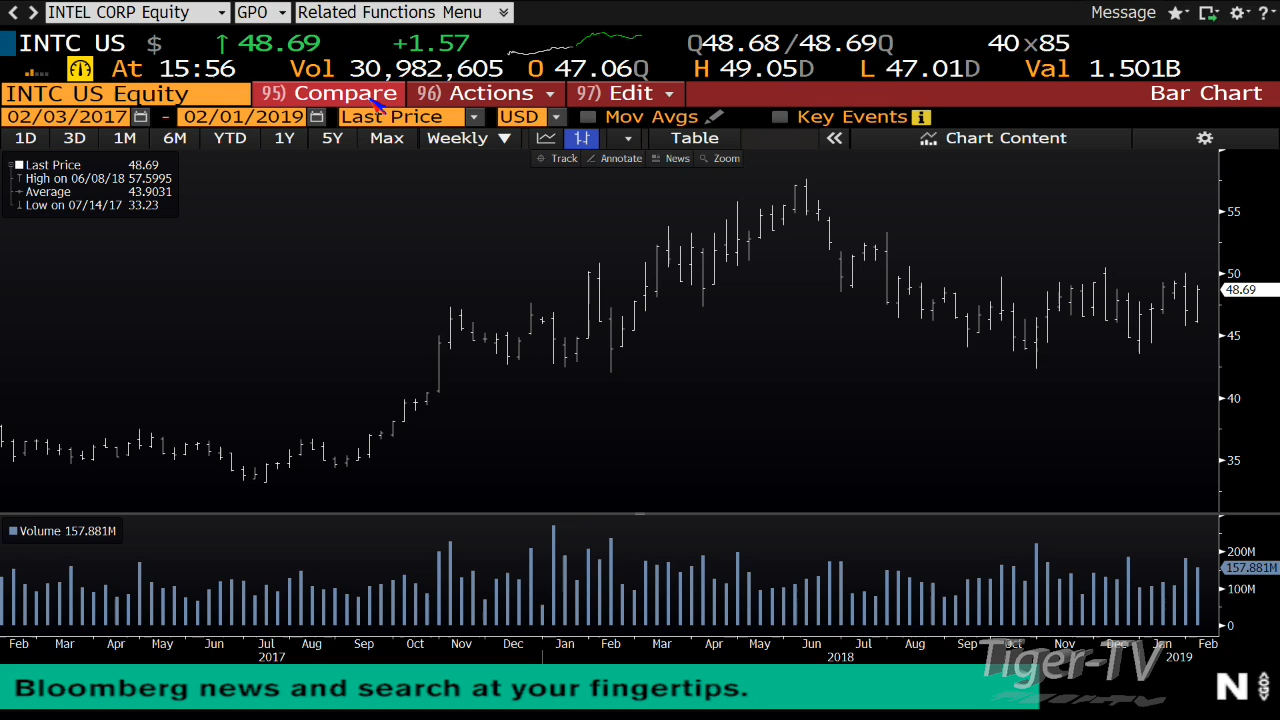 INTEL CORP Equity GPO Related Functions Menu Message ?
INTC US $ ↑ 48.69 +1.57 Q48.68/48.69Q 40x85
At 15:56 Vol 30,982,605 O 47.06Q H 49.05D L 47.01D Val 1.501B
INTC US Equity 95) Compare 96) Actions 97) Edit Bar Chart
02/03/2017 - 02/01/2019 Last Price USD Mov Avgs Key Events i
1D 3D 1M 6M YTD 1Y 5Y Max Weekly ▼ Table « Chart Content
Track Annotate News Zoom
Last Price 48.69
High on 06/08/18 57.5995
Average 43.9031
Low on 07/14/17 33.23
55
50
48.69
45
40
35
Volume 157.881M
200M
157.881M
100M
0
Feb Mar Apr May Jun Jul Aug Sep Oct Nov Dec Jan Feb Mar Apr May Jun Jul Aug Sep Oct Nov Dec Jan Feb
2017 2018 2019
Tiger-TV
Bloomberg news and search at your fingertips.
N